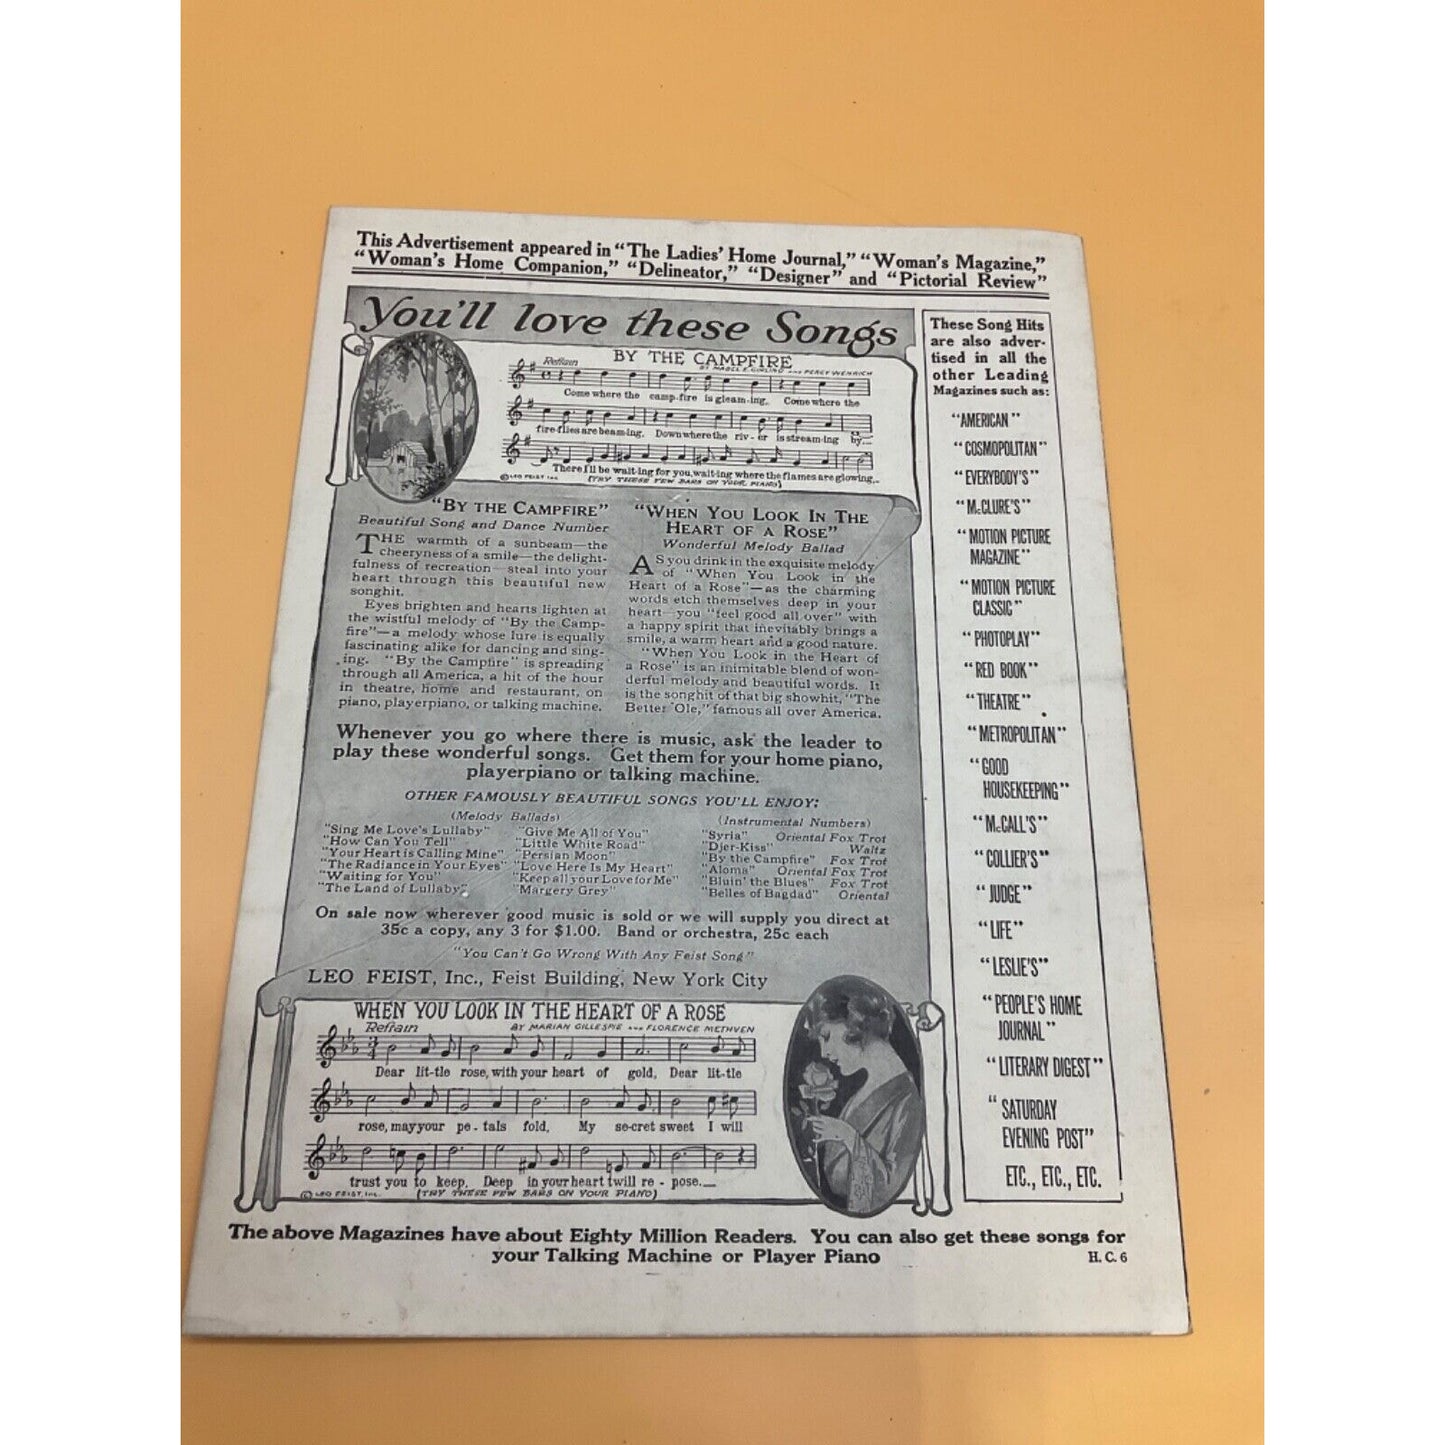 This Advertisement appeared in “The Ladies’ Home Journal,” “Woman’s Magazine,”
“Woman’s Home Companion,” “Delineator,” “Designer” and “Pictorial Review”
You’ll love these Songs
BY THE CAMPFIRE
Refrain
BY MABEL E. GIRLING AND PERCY WENRICH
Come where the camp-fire is gleam-ing, Come where the
fire-flies are beam-ing, Down where the riv-er is stream-ing by.
There I'll be wait-ing for you, wait-ing where the flames are glowing,
© LEO FEIST Inc. (TRY THESE FEW BARS ON YOUR PIANO)
“BY THE CAMPFIRE”
Beautiful Song and Dance Number
THE warmth of a sunbeam—the
cheeryness of a smile—the delight-
fulness of recreation—steal into your
heart through this beautiful new
songhit.
Eyes brighten and hearts lighten at
the wistful melody of “By the Camp-
fire”—a melody whose lure is equally
fascinating alike for dancing and sing-
ing. “By the Campfire” is spreading
through all America, a hit of the hour
in theatre, home and restaurant, on
piano, playerpiano, or talking machine.
“WHEN YOU LOOK IN THE
HEART OF A ROSE”
Wonderful Melody Ballad
AS you drink in the exquisite melody
of “When You Look in the
Heart of a Rose”—as the charming
words etch themselves deep in your
heart—you “feel good all over” with
a happy spirit that inevitably brings a
smile, a warm heart and a good nature.
“When You Look in the Heart of
a Rose” is an inimitable blend of won-
derful melody and beautiful words. It
is the songhit of that big showhit, “The
Better ’Ole,” famous all over America.
Whenever you go where there is music, ask the leader to
play these wonderful songs. Get them for your home piano,
playerpiano or talking machine.
OTHER FAMOUSLY BEAUTIFUL SONGS YOU’LL ENJOY:
(Melody Ballads)
“Sing Me Love’s Lullaby”
“How Can You Tell”
“Your Heart is Calling Mine”
“The Radiance in Your Eyes”
“Waiting for You”
“The Land of Lullaby”
“Give Me All of You”
“Little White Road”
“Persian Moon”
“Love Here Is My Heart”
“Keep all your Love for Me”
“Margery Grey”
(Instrumental Numbers)
“Syria” Oriental Fox Trot
“Djer-Kiss” Waltz
“By the Campfire” Fox Trot
“Aloma” Oriental Fox Trot
“Bluin’ the Blues” Fox Trot
“Belles of Bagdad” Oriental
On sale now wherever good music is sold or we will supply you direct at
35c a copy, any 3 for $1.00. Band or orchestra, 25c each
“You Can’t Go Wrong With Any Feist Song”
LEO FEIST, Inc., Feist Building, New York City
WHEN YOU LOOK IN THE HEART OF A ROSE
Refrain
BY MARIAN GILLESPIE AND FLORENCE METHVEN
Dear lit-tle rose, with your heart of gold, Dear lit-tle
rose, may your pe-tals fold, My se-cret sweet I will
trust you to keep, Deep in your heart twill re-pose.
© LEO FEIST, Inc. (TRY THESE FEW BARS ON YOUR PIANO)
These Song Hits
are also adver-
tised in all the
other Leading
Magazines such as:
“AMERICAN”
“COSMOPOLITAN”
“EVERYBODY’S”
“McCLURE’S”
“MOTION PICTURE
MAGAZINE”
“MOTION PICTURE
CLASSIC”
“PHOTOPLAY”
“RED BOOK”
“THEATRE”
“METROPOLITAN”
“GOOD
HOUSEKEEPING”
“McCALL’S”
“COLLIER’S”
“JUDGE”
“LIFE”
“LESLIE’S”
“PEOPLE’S HOME
JOURNAL”
“LITERARY DIGEST”
“SATURDAY
EVENING POST”
ETC., ETC., ETC.
The above Magazines have about Eighty Million Readers. You can also get these songs for
your Talking Machine or Player Piano
H. C. 6